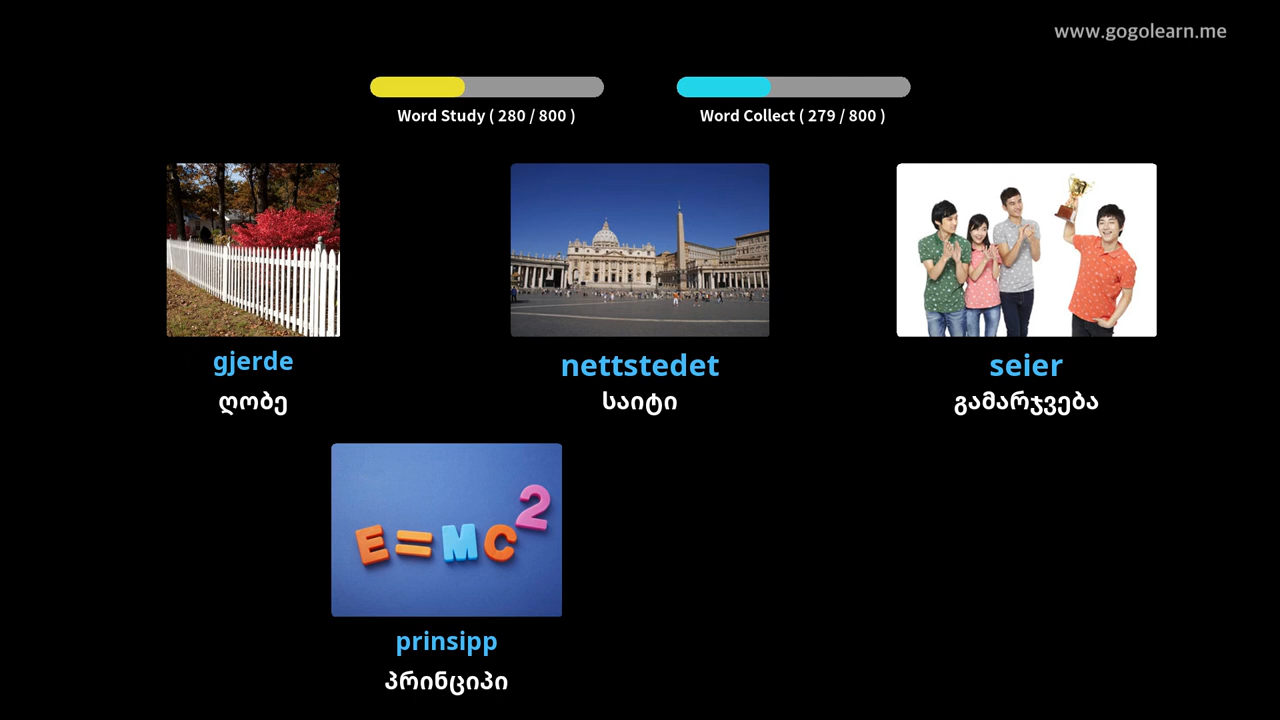 www.gogolearn.me
Word Study ( 280 / 800 )
Word Collect ( 279 / 800 )
gjerde
ღობე
nettstedet
საიტი
seier
გამარჯვება
E=MC²
prinsipp
პრინციპი